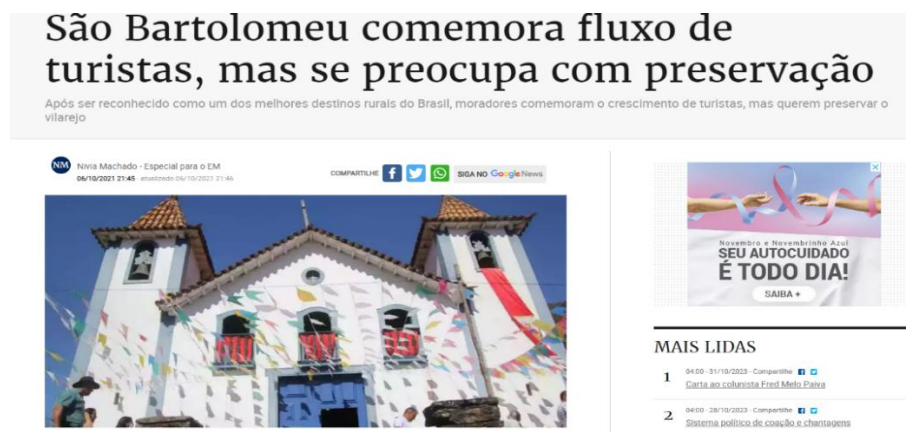 São Bartolomeu comemora fluxo de
turistas, mas se preocupa com preservação
Após ser reconhecido como um dos melhores destinos rurais do Brasil, moradores comemoram o crescimento de turistas, mas querem preservar o
vilarejo
NM
Nivia Machado - Especial para o EM
06/10/2021 21:45 - atualizado 06/10/2021 21:46
COMPARTILHE
SIGA NO Google News
Novembro e Novembrinho Azul
SEU AUTOCUIDADO
É TODO DIA!
SAIBA +
MAIS LIDAS
1
04:00 - 31/10/2023 - Compartilhe
Carta ao colunista Fred Melo Paiva
2
04:00 - 28/10/2023 - Compartilhe
Sistema político de coação e chantagens